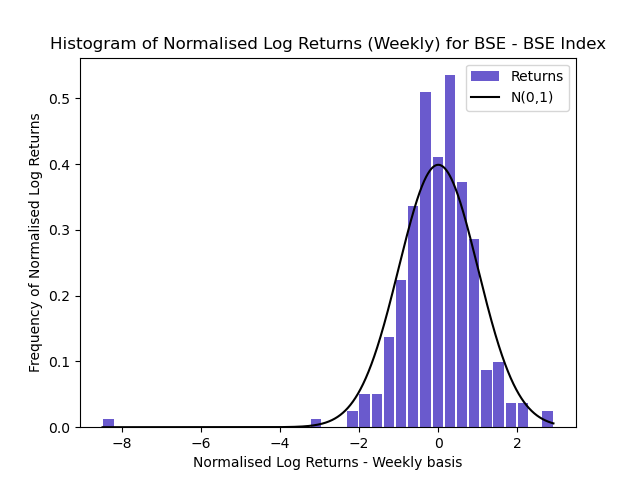 Histogram of Normalised Log Returns (Weekly) for BSE - BSE Index
Returns
N(0,1)
Frequency of Normalised Log Returns
0.5
0.4
0.3
0.2
0.1
0.0
−8
−6
−4
−2
0
2
Normalised Log Returns - Weekly basis